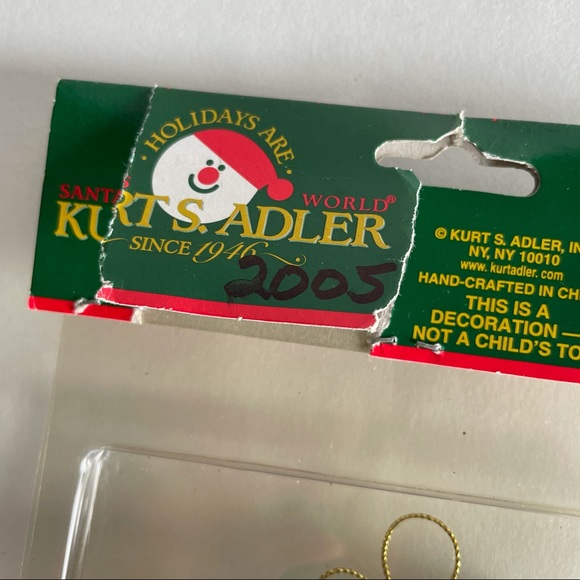 HOLIDAYS ARE
SANTA'S WORLD®
KURT S. ADLER
SINCE 1946
2005
© KURT S. ADLER, IN
NY, NY 10010
www.kurtadler.com
HAND-CRAFTED IN CH
THIS IS A
DECORATION —
NOT A CHILD'S TO